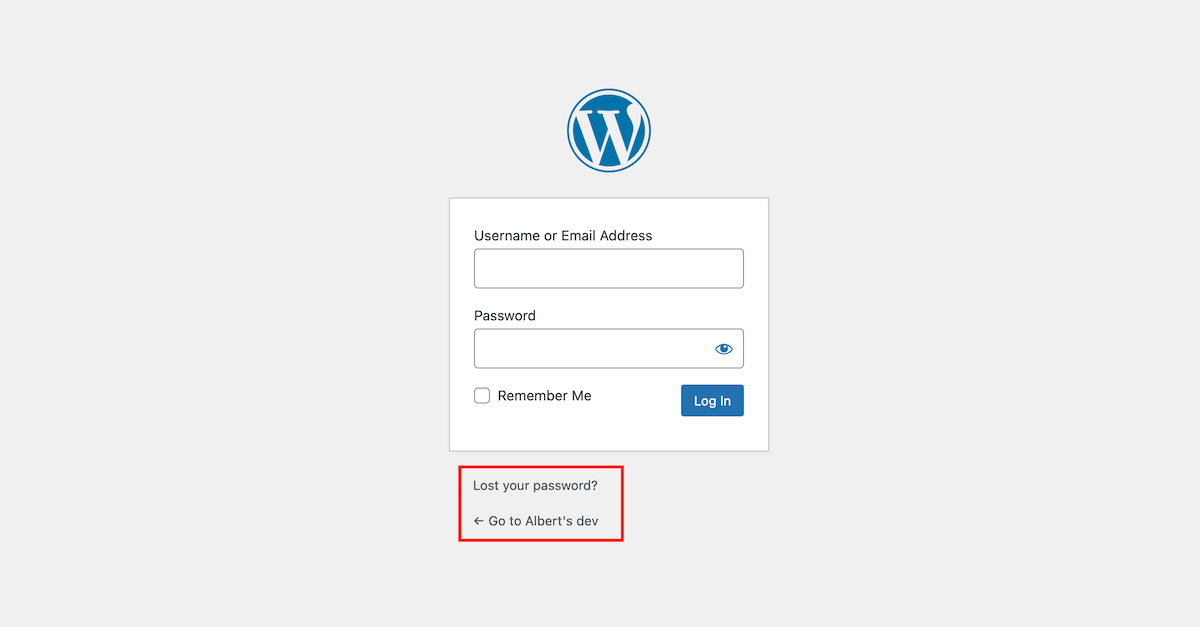 Username or Email Address
Password
Remember Me
Log In
Lost your password?
← Go to Albert's dev